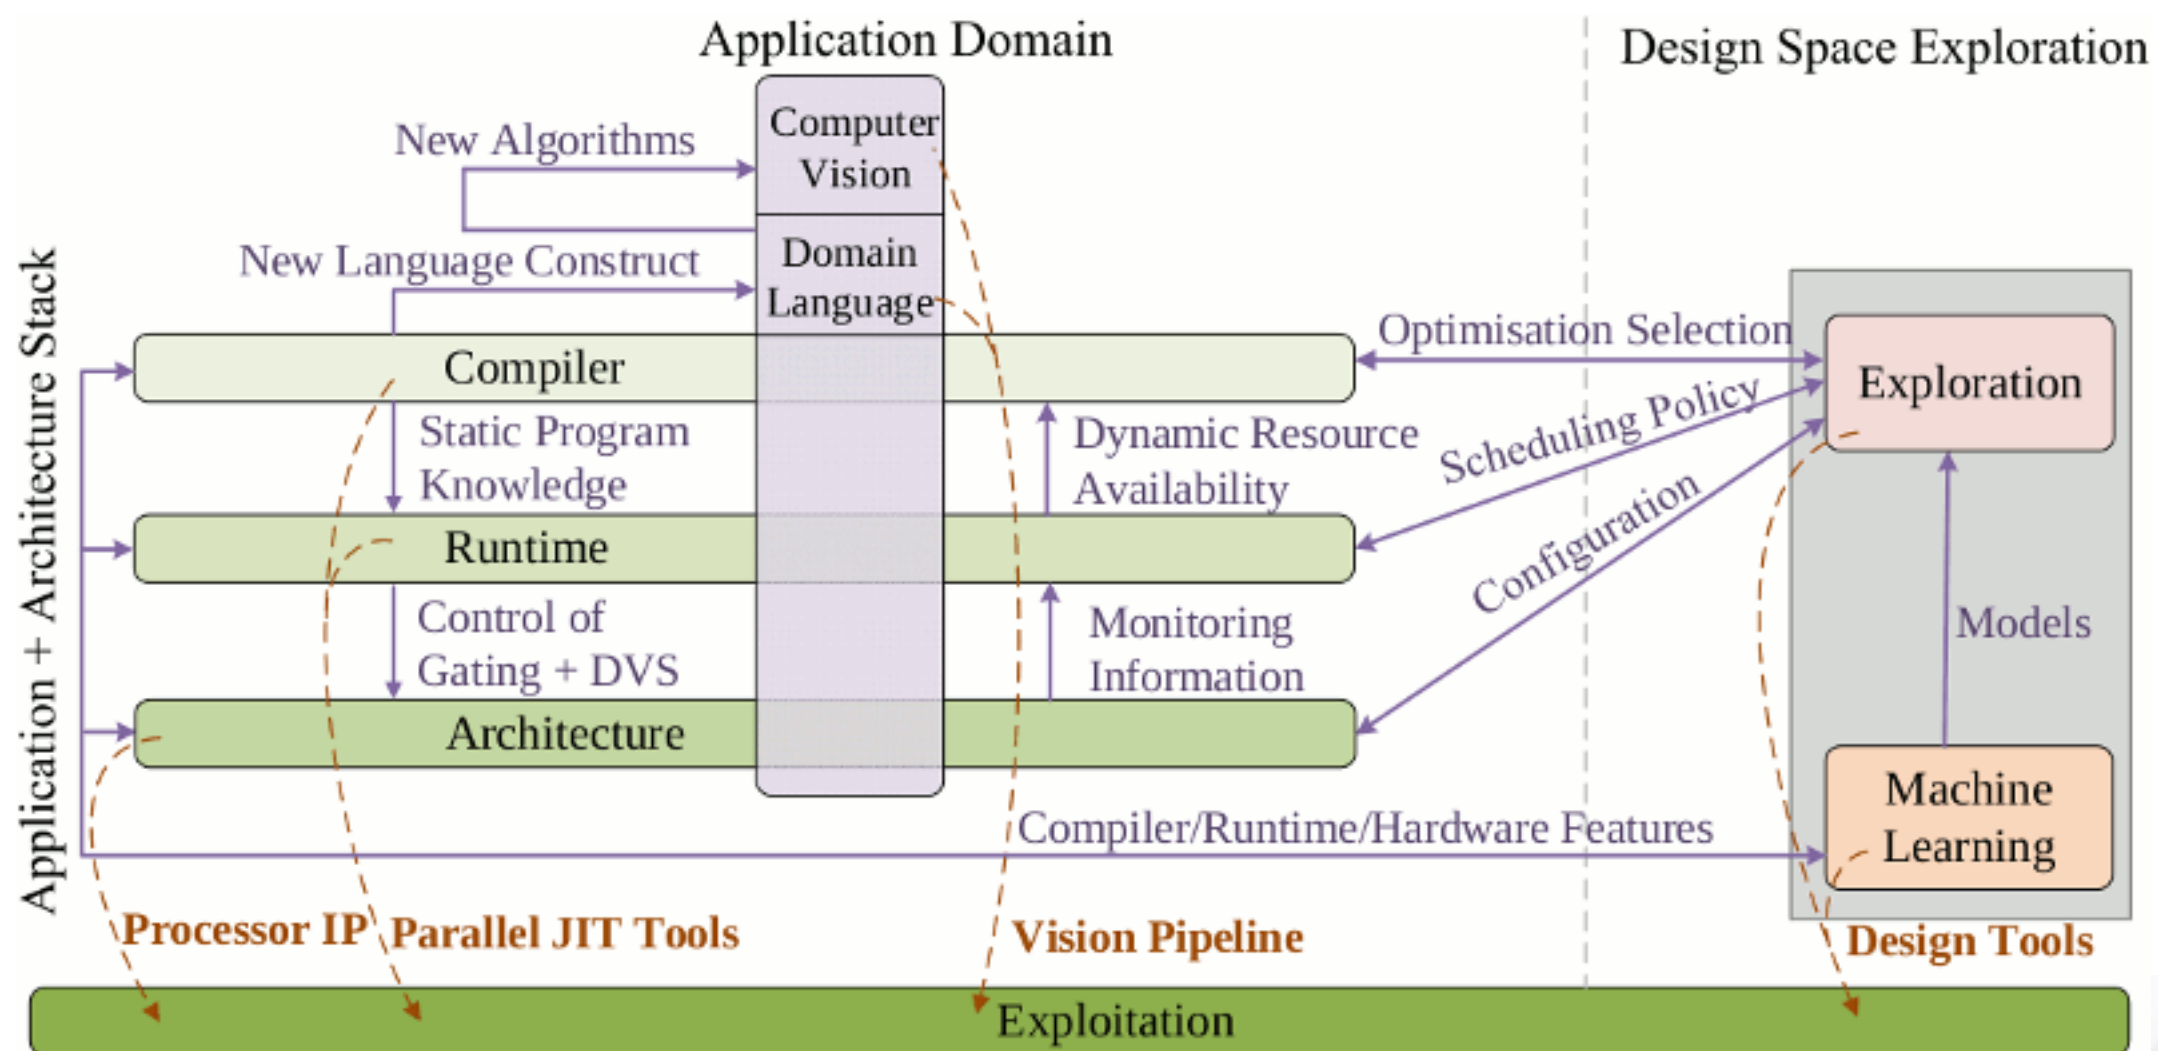 Application Domain
Design Space Exploration
Computer
Vision
New Algorithms
Domain
Language
New Language Construct
Application + Architecture Stack
Compiler
Optimisation Selection
Exploration
Static Program
Knowledge
Dynamic Resource
Availability
Scheduling Policy
Runtime
Configuration
Control of
Gating + DVS
Monitoring
Information
Models
Architecture
Machine
Learning
Compiler/Runtime/Hardware Features
Processor IP
Parallel JIT Tools
Vision Pipeline
Design Tools
Exploitation